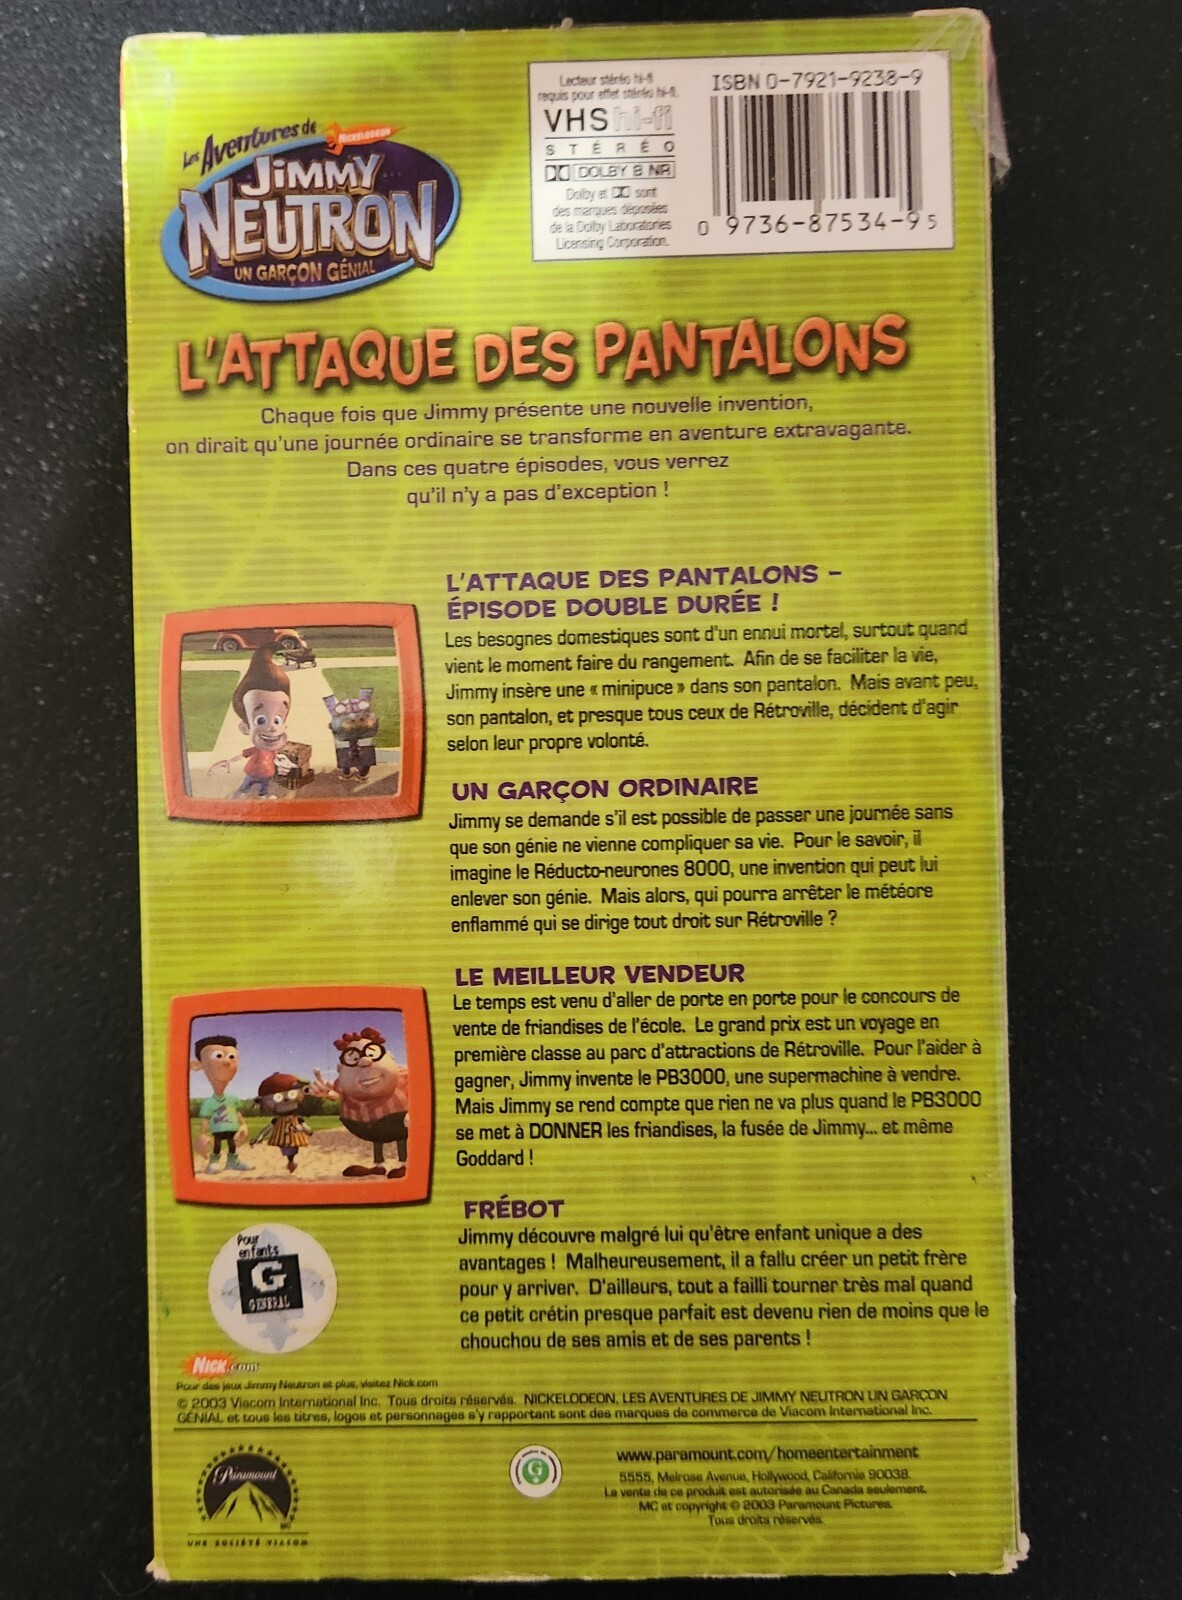 Les Aventures de
NICKELODEON
JIMMY
NEUTRON
UN GARÇON GÉNIAL
Lecteur stéréo hi-fi
requis pour effet stéréo hi-fi.
VHS hi-fi
STÉRÉO
DOLBY B NR
Dolby et DD sont
des marques déposées
de la Dolby Laboratories
Licensing Corporation.
ISBN 0-7921-9238-9
0 9736-87534-9 5
L'ATTAQUE DES PANTALONS
Chaque fois que Jimmy présente une nouvelle invention,
on dirait qu'une journée ordinaire se transforme en aventure extravagante.
Dans ces quatre épisodes, vous verrez
qu'il n'y a pas d'exception !
L'ATTAQUE DES PANTALONS –
ÉPISODE DOUBLE DURÉE !
Les besognes domestiques sont d'un ennui mortel, surtout quand
vient le moment faire du rangement. Afin de se faciliter la vie,
Jimmy insère une « minipuce » dans son pantalon. Mais avant peu,
son pantalon, et presque tous ceux de Rétroville, décident d'agir
selon leur propre volonté.
UN GARÇON ORDINAIRE
Jimmy se demande s'il est possible de passer une journée sans
que son génie ne vienne compliquer sa vie. Pour le savoir, il
imagine le Réducto-neurones 8000, une invention qui peut lui
enlever son génie. Mais alors, qui pourra arrêter le météore
enflammé qui se dirige tout droit sur Rétroville ?
LE MEILLEUR VENDEUR
Le temps est venu d'aller de porte en porte pour le concours de
vente de friandises de l'école. Le grand prix est un voyage en
première classe au parc d'attractions de Rétroville. Pour l'aider à
gagner, Jimmy invente le PB3000, une supermachine à vendre.
Mais Jimmy se rend compte que rien ne va plus quand le PB3000
se met à DONNER les friandises, la fusée de Jimmy... et même
Goddard !
FRÉBOT
Jimmy découvre malgré lui qu'être enfant unique a des
avantages ! Malheureusement, il a fallu créer un petit frère
pour y arriver. D'ailleurs, tout a failli tourner très mal quand
ce petit crétin presque parfait est devenu rien de moins que le
chouchou de ses amis et de ses parents !
Pour
enfants
G
GENERAL
NICK.com
Pour des jeux Jimmy Neutron et plus, visitez Nick.com
© 2003 Viacom International Inc. Tous droits réservés. NICKELODEON, LES AVENTURES DE JIMMY NEUTRON UN GARCON
GÉNIAL et tous les titres, logos et personnages s'y rapportant sont des marques de commerce de Viacom International Inc.
Paramount
MC
UNE SOCIÉTÉ VIACOM
G
www.paramount.com/homeentertainment
5555, Melrose Avenue, Hollywood, Californie 90038.
La vente de ce produit est autorisée au Canada seulement.
MC et copyright © 2003 Paramount Pictures.
Tous droits réservés.